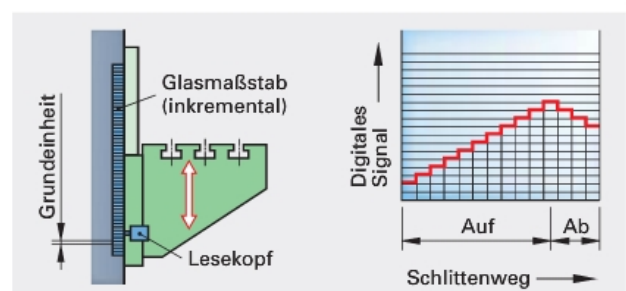 Grundeinheit
Glasmaßstab
(inkremental)
Lesekopf
Digitales
Signal
Auf
Ab
Schlittenweg